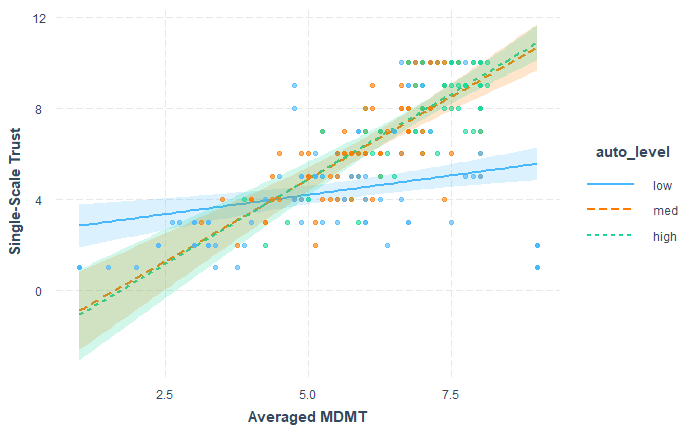 12
8
4
0
Single-Scale Trust
2.5
5.0
7.5
Averaged MDMT
auto_level
low
med
high